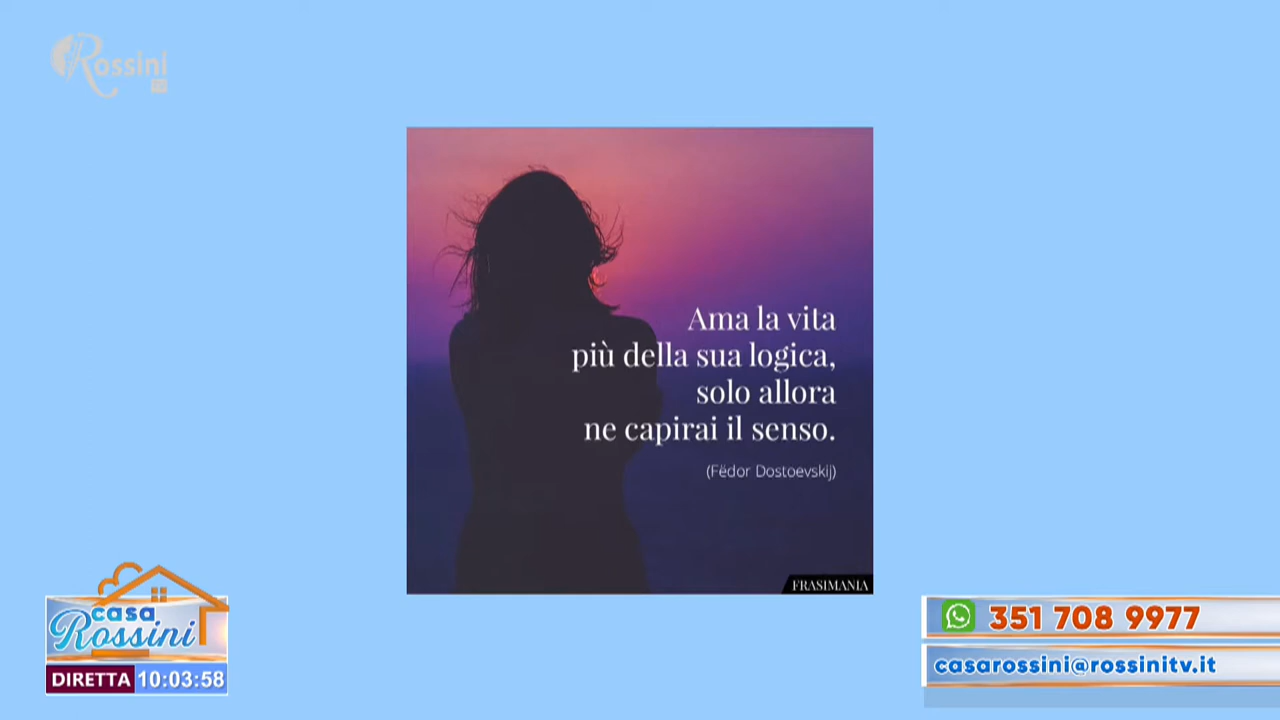 Rossini
TV
Ama la vita
più della sua logica,
solo allora
ne capirai il senso.
(Fëdor Dostoevskij)
FRASIMANIA
casa
Rossini
DIRETTA 10:03:58
351 708 9977
casarossini@rossinitv.it